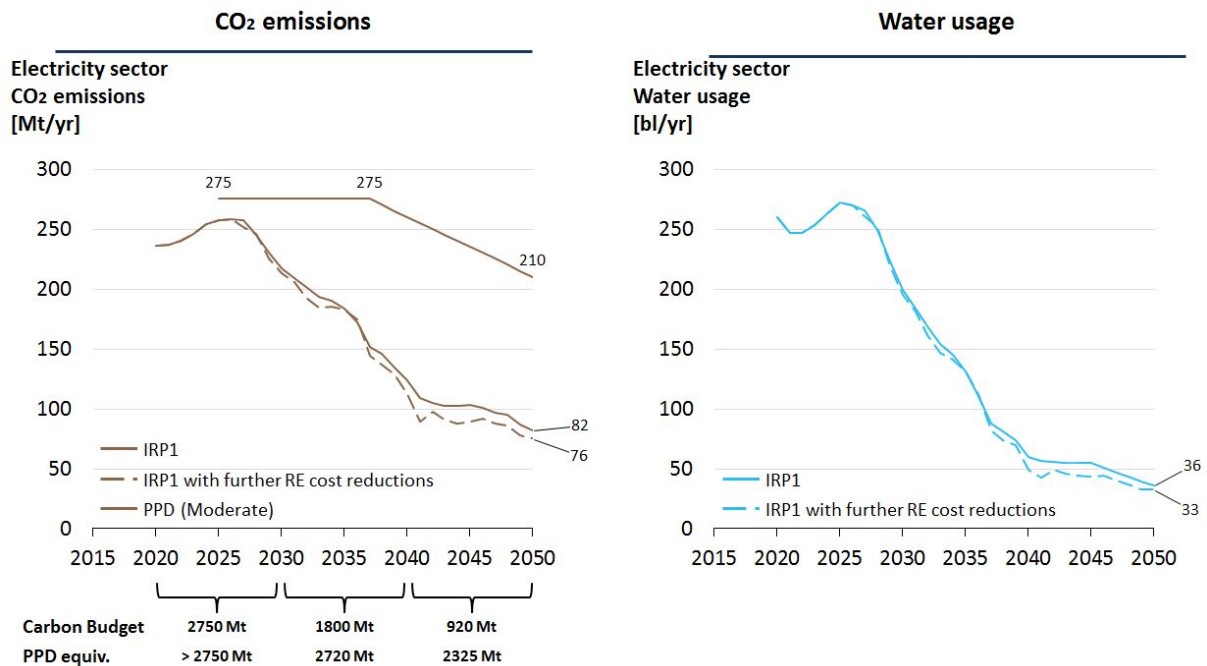 CO₂ emissions
Electricity sector
CO₂ emissions
[Mt/yr]
300
250
200
150
100
50
0
275
275
210
82
76
IRP1
IRP1 with further RE cost reductions
PPD (Moderate)
2015 2020 2025 2030 2035 2040 2045 2050
Carbon Budget 2750 Mt 1800 Mt 920 Mt
PPD equiv. > 2750 Mt 2720 Mt 2325 Mt
Water usage
Electricity sector
Water usage
[bl/yr]
300
250
200
150
100
50
0
36
33
IRP1
IRP1 with further RE cost reductions
2015 2020 2025 2030 2035 2040 2045 2050